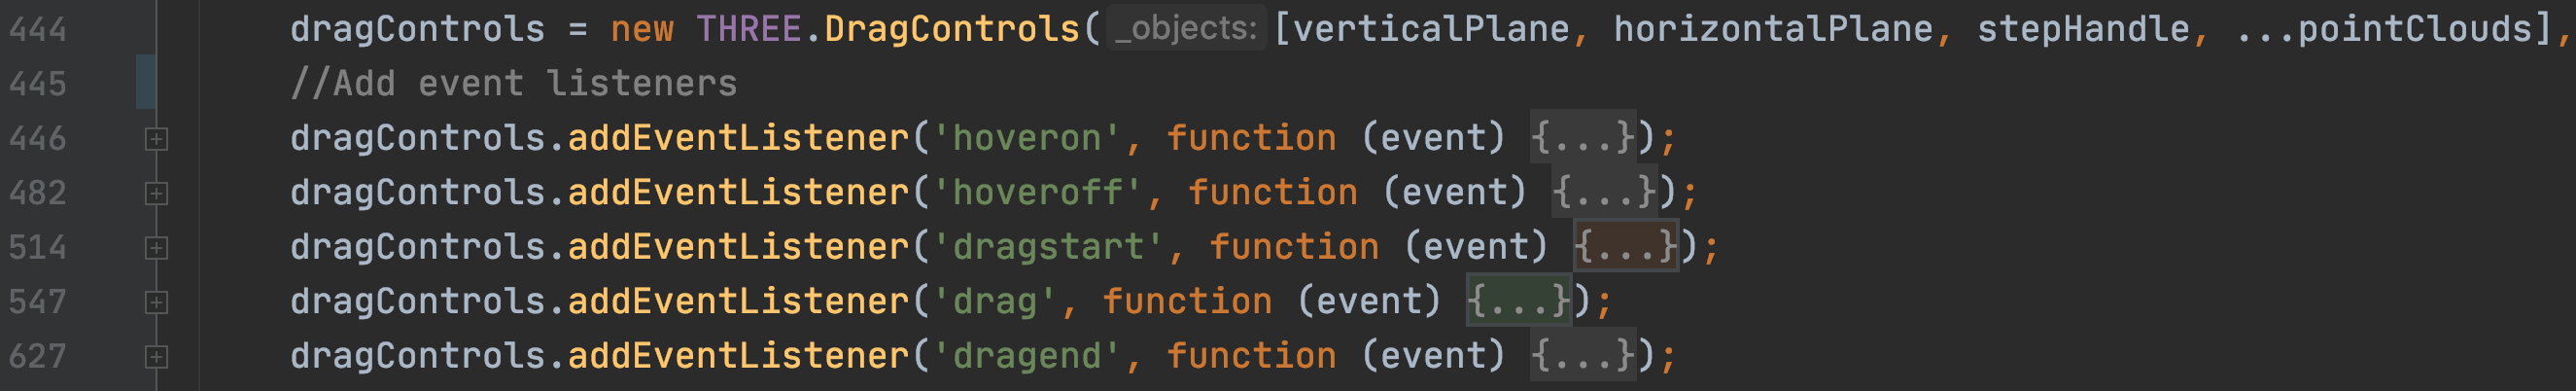 444 dragControls = new THREE.DragControls( _objects: [verticalPlane, horizontalPlane, stepHandle, ...pointClouds],
445 //Add event listeners
446 dragControls.addEventListener('hoveron', function (event) {...});
482 dragControls.addEventListener('hoveroff', function (event) {...});
514 dragControls.addEventListener('dragstart', function (event) {...});
547 dragControls.addEventListener('drag', function (event) {...});
627 dragControls.addEventListener('dragend', function (event) {...});